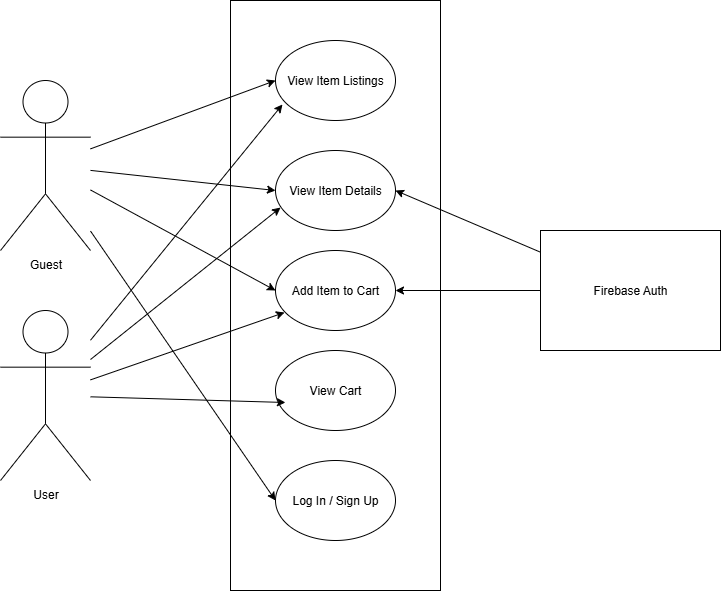 View Item Listings
View Item Details
Guest
Add Item to Cart
Firebase Auth
View Cart
User
Log In / Sign Up